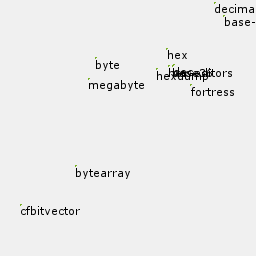 decima
base-
hex
byte
hexdump
megabyte
fortress
bytearray
cfbitvector